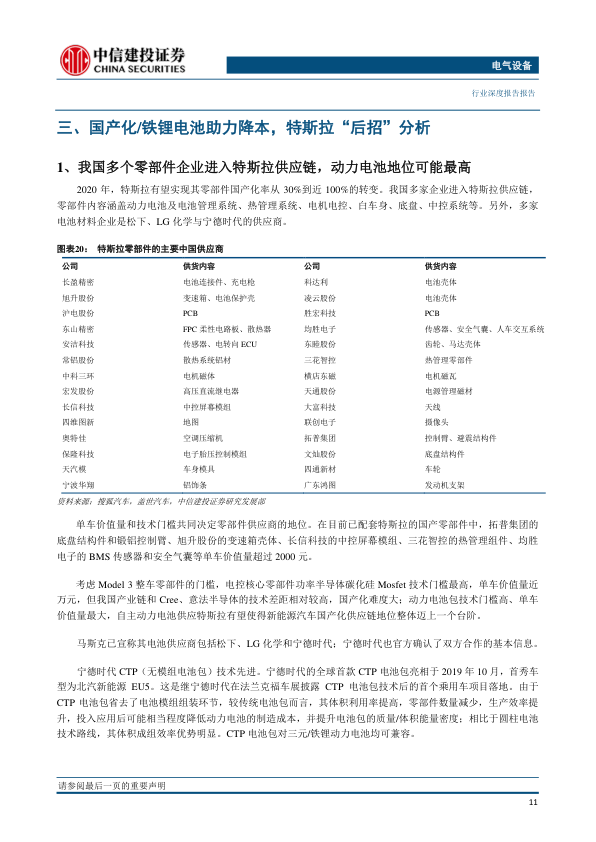 中信建投证券
CHINA SECURITIES
电气设备
行业深度报告报告
三、国产化/铁锂电池助力降本，特斯拉“后招”分析
1、我国多个零部件企业进入特斯拉供应链，动力电池地位可能最高
2020 年，特斯拉有望实现其零部件国产化率从 30%到近 100%的转变。我国多家企业进入特斯拉供应链，
零部件内容涵盖动力电池及电池管理系统、热管理系统、电机电控、白车身、底盘、中控系统等。另外，多家
电池材料企业是松下、LG 化学与宁德时代的供应商。
图表20： 特斯拉零部件的主要中国供应商
公司 供货内容 公司 供货内容
长盈精密 电池连接件、充电枪 科达利 电池壳体
旭升股份 变速箱、电池保护壳 凌云股份 电池壳体
沪电股份 PCB 胜宏科技 PCB
东山精密 FPC 柔性电路板、散热器 均胜电子 传感器、安全气囊、人车交互系统
安洁科技 传感器、电转向 ECU 东睦股份 齿轮、马达壳体
常铝股份 散热系统铝材 三花智控 热管理零部件
中科三环 电机磁体 横店东磁 电机磁瓦
宏发股份 高压直流继电器 天通股份 电源管理磁材
长信科技 中控屏幕模组 大富科技 天线
四维图新 地图 联创电子 摄像头
奥特佳 空调压缩机 拓普集团 控制臂、避震结构件
保隆科技 电子胎压控制模组 文灿股份 底盘结构件
天汽模 车身模具 四通新材 车轮
宁波华翔 铝饰条 广东鸿图 发动机支架
资料来源：搜狐汽车，盖世汽车，中信建投证券研究发展部
单车价值量和技术门槛共同决定零部件供应商的地位。在目前已配套特斯拉的国产零部件中，拓普集团的
底盘结构件和锻铝控制臂、旭升股份的变速箱壳体、长信科技的中控屏幕模组、三花智控的热管理组件、均胜
电子的 BMS 传感器和安全气囊等单车价值量超过 2000 元。
考虑 Model 3 整车零部件的门槛，电控核心零部件功率半导体碳化硅 Mosfet 技术门槛最高，单车价值量近
万元，但我国产业链和 Cree、意法半导体的技术差距相对较高，国产化难度大；动力电池包技术门槛高、单车
价值量最大，自主动力电池供应特斯拉有望使得新能源汽车国产化供应链地位整体迈上一个台阶。
马斯克已宣称其电池供应商包括松下、LG 化学和宁德时代；宁德时代也官方确认了双方合作的基本信息。
宁德时代 CTP（无模组电池包）技术先进。宁德时代的全球首款 CTP 电池包亮相于 2019 年 10 月，首秀车
型为北汽新能源 EU5。这是继宁德时代在法兰克福车展披露 CTP 电池包技术后的首个乘用车项目落地。由于
CTP 电池包省去了电池模组组装环节，较传统电池包而言，其体积利用率提高，零部件数量减少，生产效率提
升，投入应用后可能相当程度降低动力电池的制造成本，并提升电池包的质量/体积能量密度；相比于圆柱电池
技术路线，其体积成组效率优势明显。CTP 电池包对三元/铁锂动力电池均可兼容。
请参阅最后一页的重要声明
11